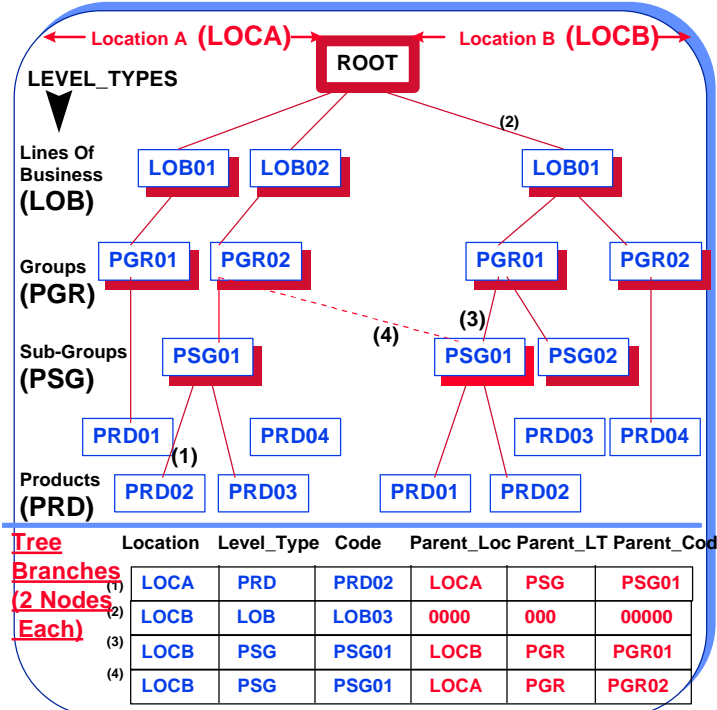 Location A (LOCA)
Location B (LOCB)
ROOT
LEVEL_TYPES
(2)
Lines Of
Business
(LOB)
LOB01
LOB02
LOB01
Groups
(PGR)
PGR01
PGR02
PGR01
PGR02
(4)
(3)
Sub-Groups
(PSG)
PSG01
PSG01
PSG02
PRD01
PRD04
PRD03
PRD04
(1)
Products
(PRD)
PRD02
PRD03
PRD01
PRD02
Tree
Branches
(2 Nodes
Each)
Location Level_Type Code Parent_Loc Parent_LT Parent_Cod
(1) LOCA PRD PRD02 LOCA PSG PSG01
(2) LOCB LOB LOB03 0000 000 00000
(3) LOCB PSG PSG01 LOCB PGR PGR01
(4) LOCB PSG PSG01 LOCA PGR PGR02